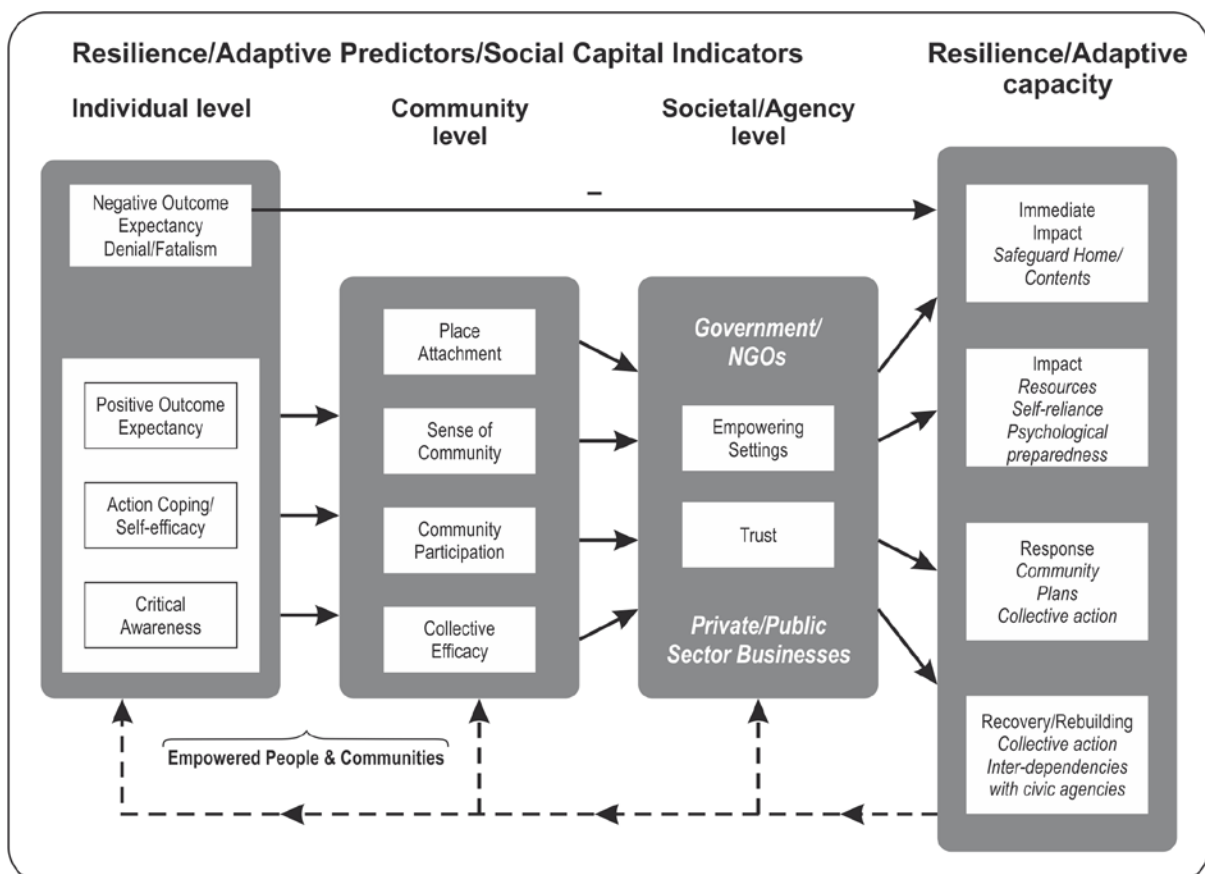 Resilience/Adaptive Predictors/Social Capital Indicators
Resilience/Adaptive
capacity
Individual level
Community
level
Societal/Agency
level
Negative Outcome
Expectancy
Denial/Fatalism
–
Positive Outcome
Expectancy
Action Coping/
Self-efficacy
Critical
Awareness
Place
Attachment
Sense of
Community
Community
Participation
Collective
Efficacy
Government/
NGOs
Empowering
Settings
Trust
Private/Public
Sector Businesses
Immediate
Impact
Safeguard Home/
Contents
Impact
Resources
Self-reliance
Psychological
preparedness
Response
Community
Plans
Collective action
Recovery/Rebuilding
Collective action
Inter-dependencies
with civic agencies
Empowered People & Communities